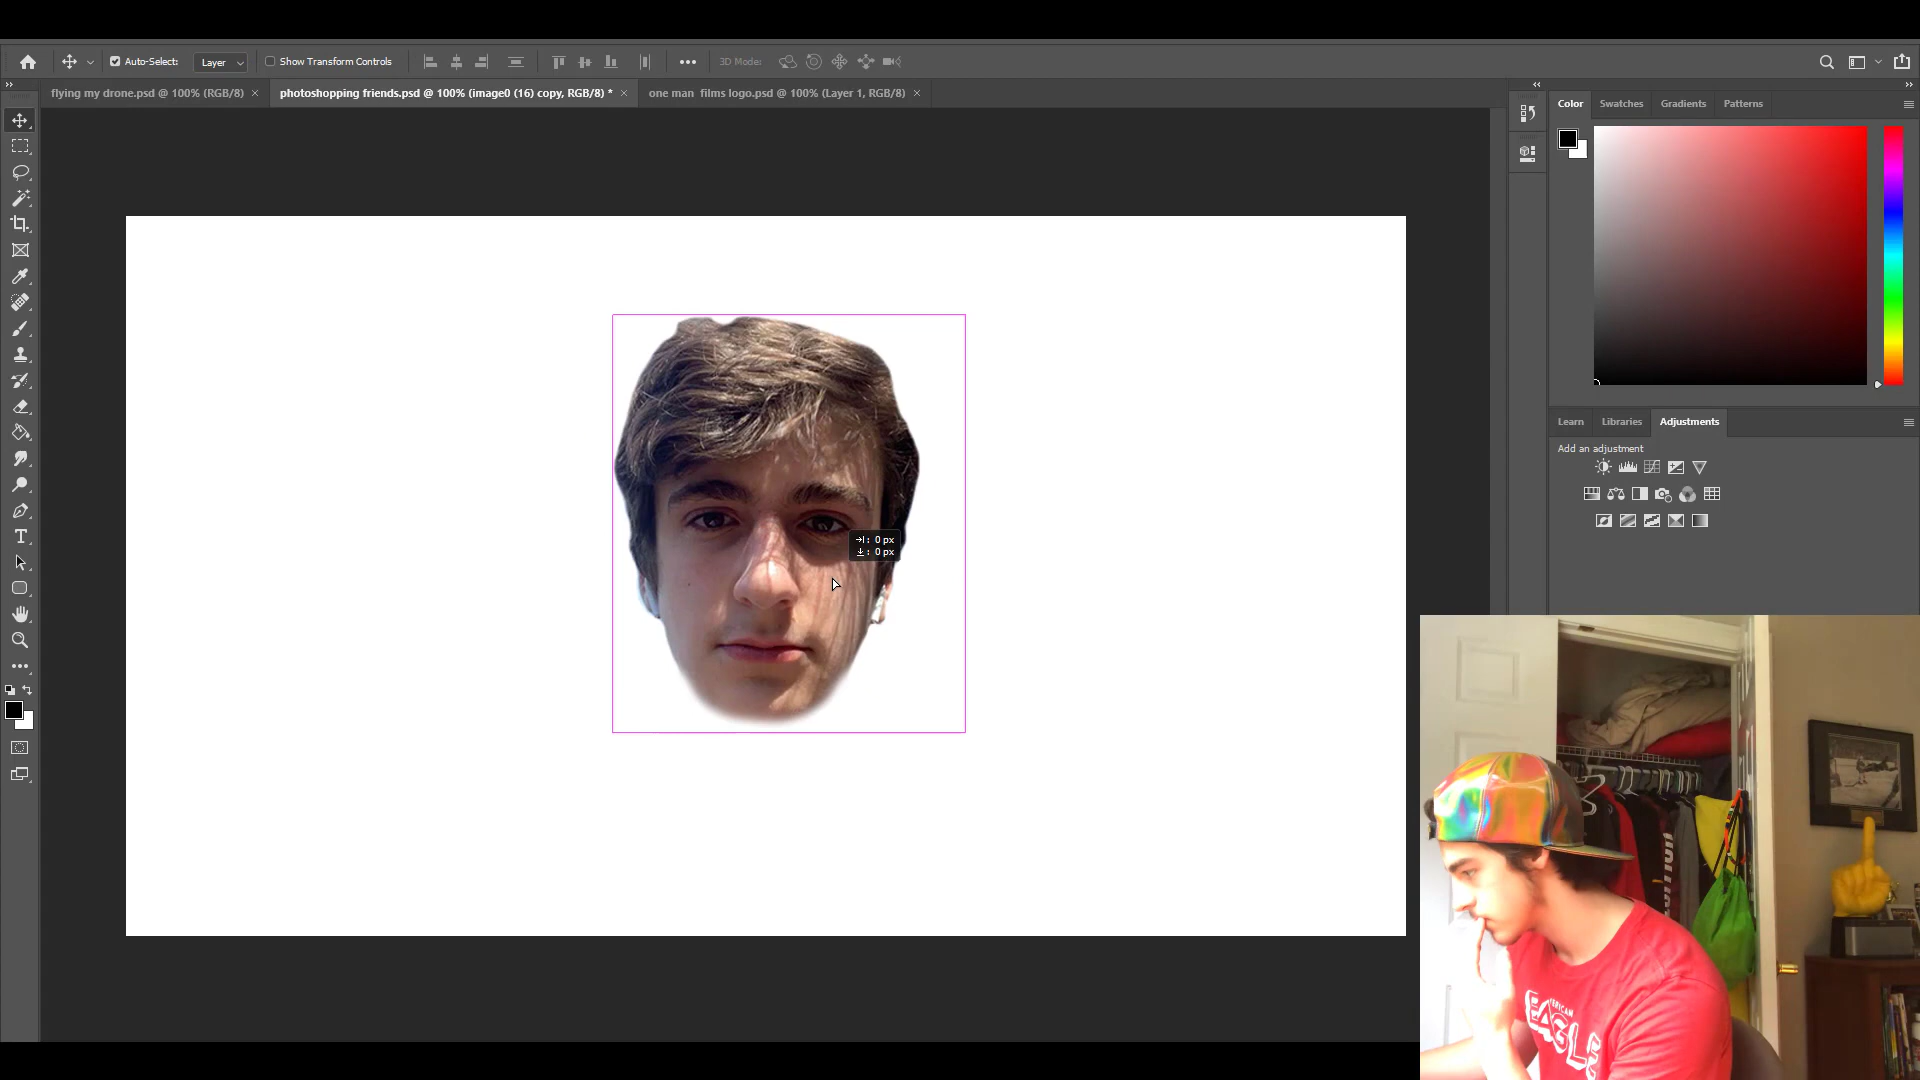 Auto-Select:
Layer
Show Transform Controls
3D Mode:
flying my drone.psd @ 100% (RGB/8)
photoshopping friends.psd @ 100% (image0 (16) copy, RGB/8) *
one man films logo.psd @ 100% (Layer 1, RGB/8)
Color
Swatches
Gradients
Patterns
Learn
Libraries
Adjustments
Add an adjustment
T
: 0 px
: 0 px
EAGLE